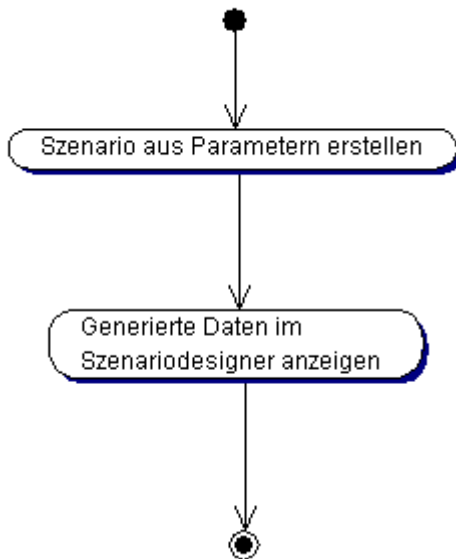 Szenario aus Parametern erstellen
Generierte Daten im
Szenariodesigner anzeigen